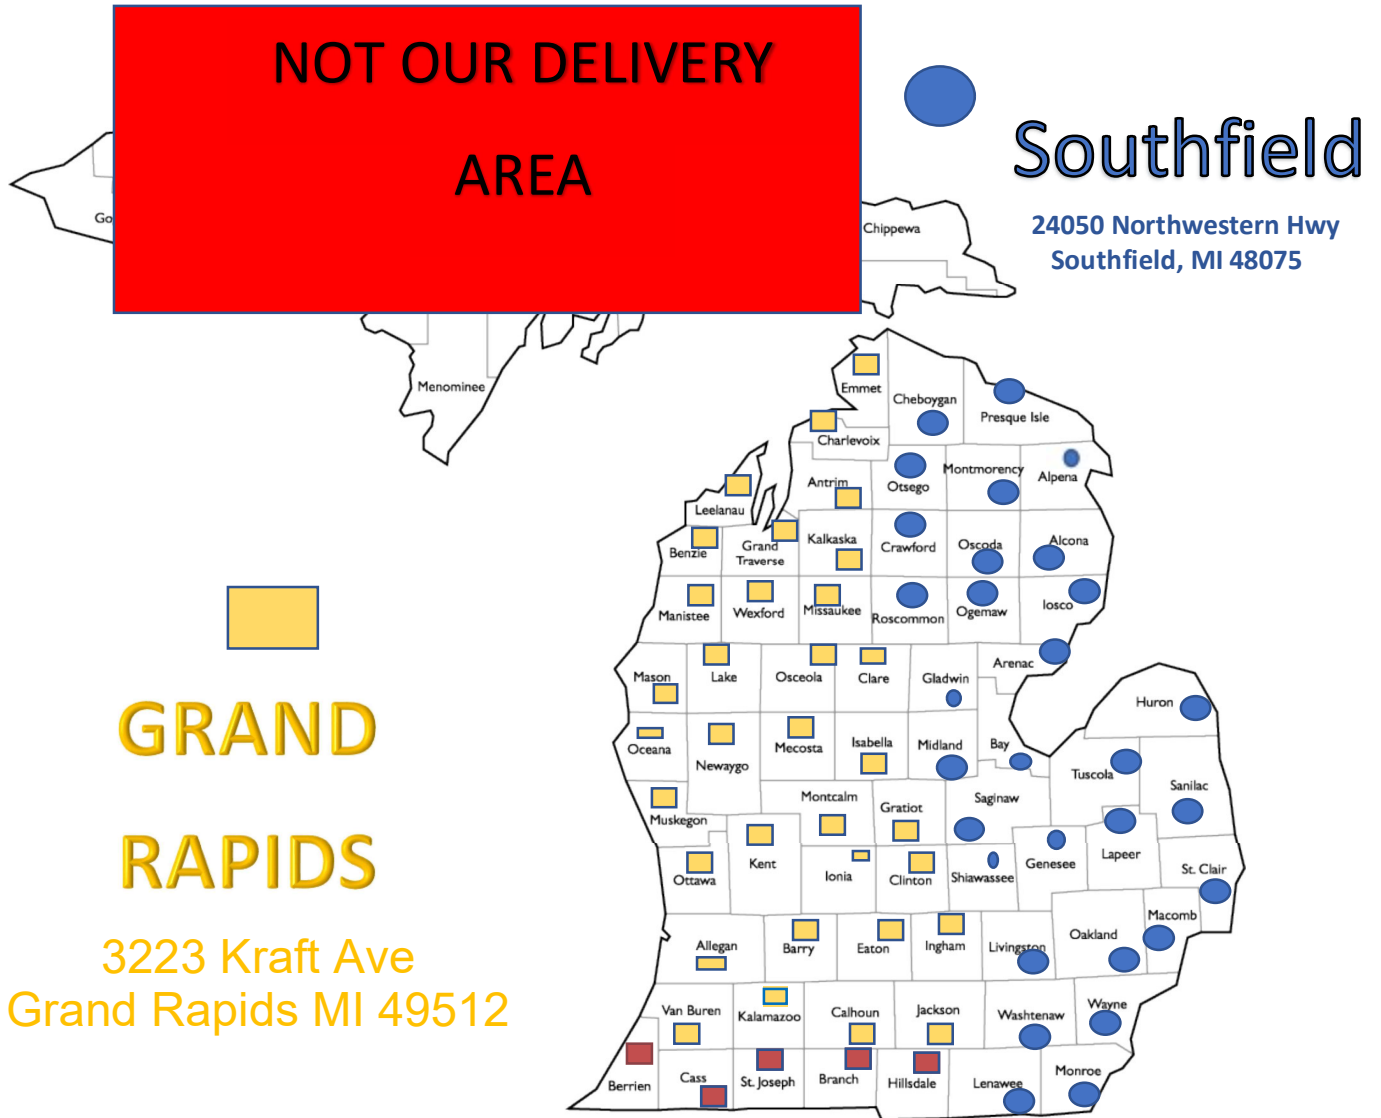 NOT OUR DELIVERY
AREA
Southfield
24050 Northwestern Hwy
Southfield, MI 48075
Go
Chippewa
Menominee
Emmet
Cheboygan
Presque Isle
Charlevoix
Antrim
Otsego
Montmorency
Alpena
Leelanau
Benzie
Grand
Traverse
Kalkaska
Crawford
Oscoda
Alcona
Manistee
Wexford
Missaukee
Roscommon
Ogemaw
Iosco
Mason
Lake
Osceola
Clare
Gladwin
Arenac
Huron
Oceana
Newaygo
Mecosta
Isabella
Midland
Bay
Tuscola
Sanilac
Muskegon
Montcalm
Gratiot
Saginaw
Ottawa
Kent
Ionia
Clinton
Shiawassee
Genesee
Lapeer
St. Clair
Allegan
Barry
Eaton
Ingham
Livingston
Oakland
Macomb
Van Buren
Kalamazoo
Calhoun
Jackson
Washtenaw
Wayne
Berrien
Cass
St. Joseph
Branch
Hillsdale
Lenawee
Monroe
GRAND
RAPIDS
3223 Kraft Ave
Grand Rapids MI 49512